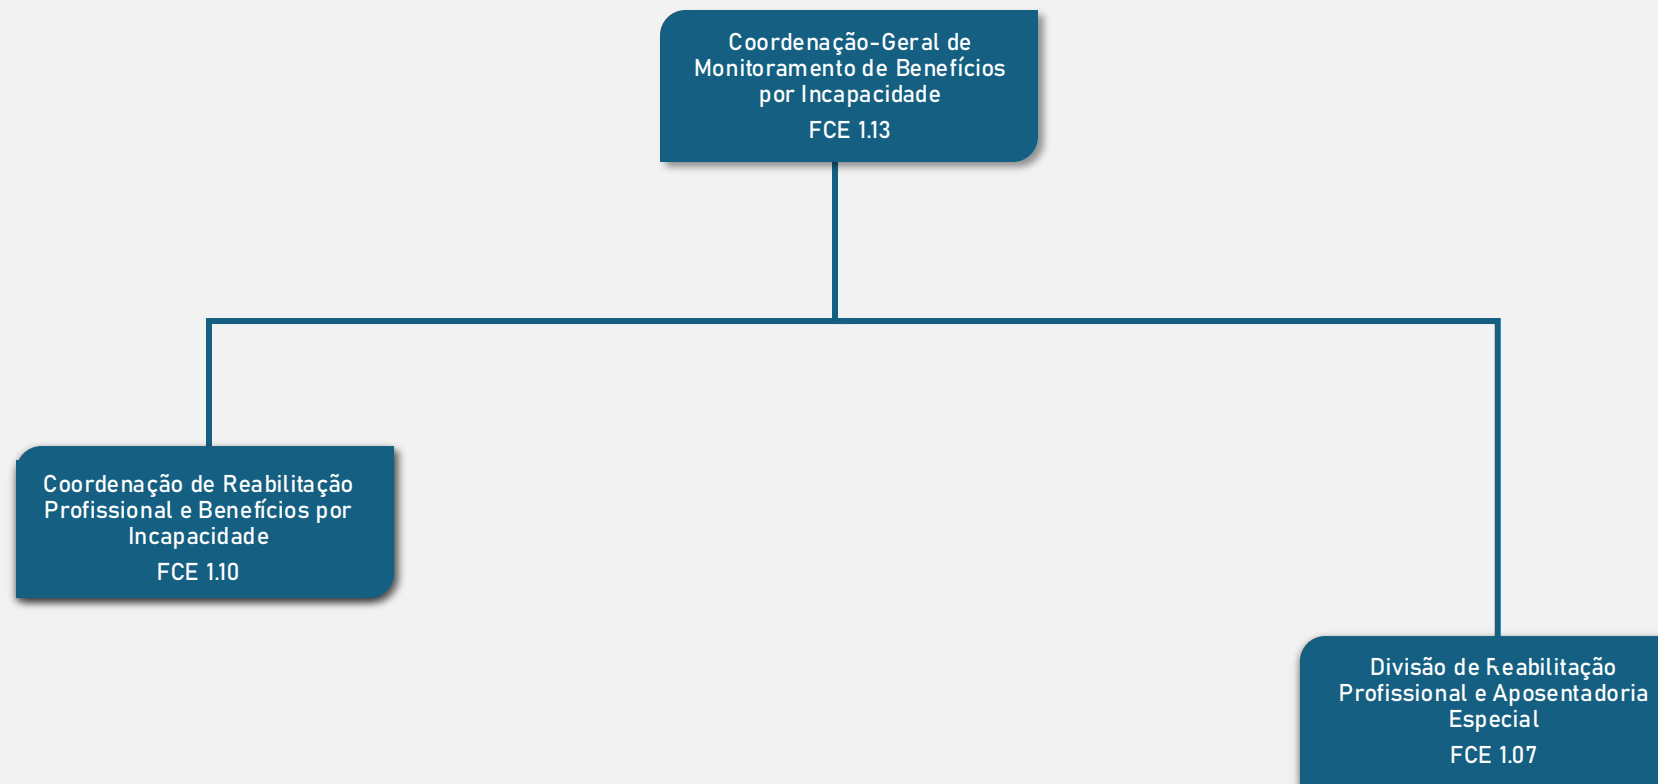 Coordenação-Geral de
Monitoramento de Benefícios
por Incapacidade
FCE 1.13
Coordenação de Reabilitação
Profissional e Benefícios por
Incapacidade
FCE 1.10
Divisão de Reabilitação
Profissional e Aposentadoria
Especial
FCE 1.07